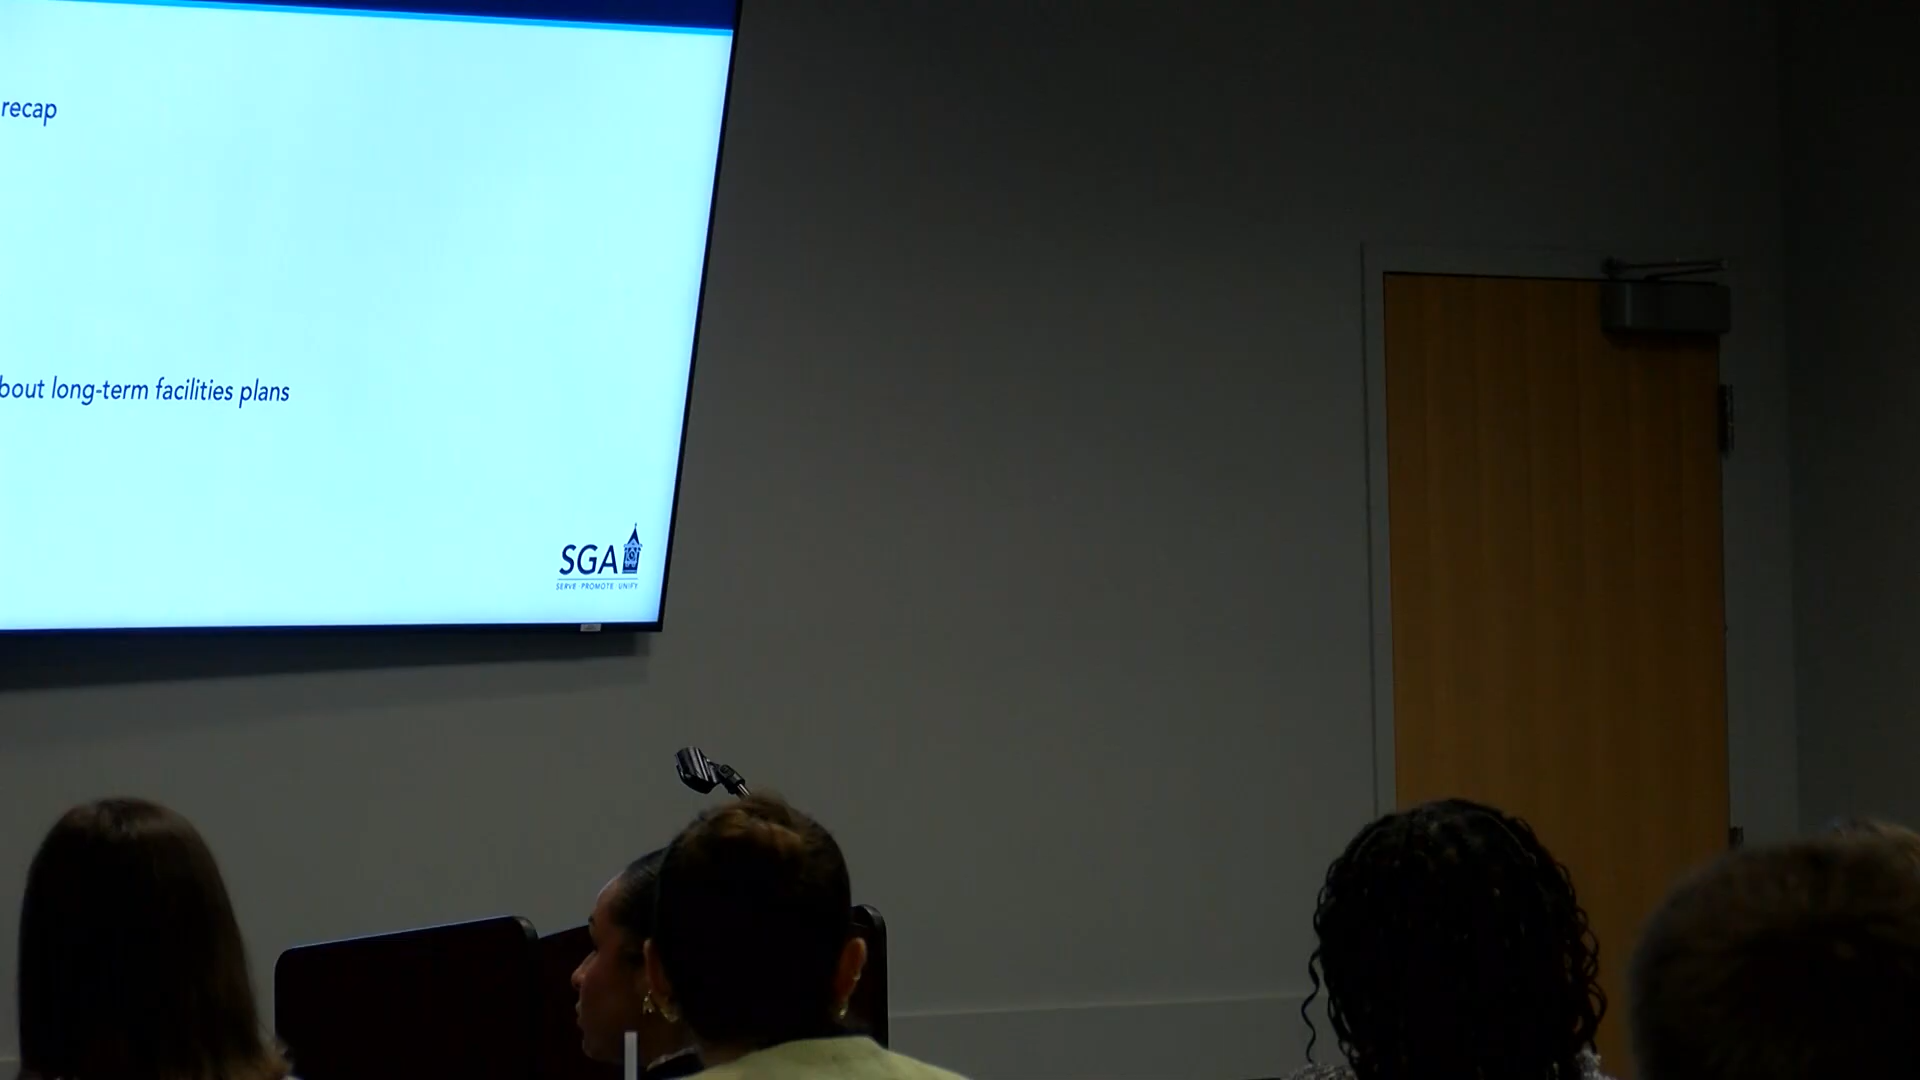 recap
bout long-term facilities plans
SGA
SERVE · PROMOTE · UNIFY